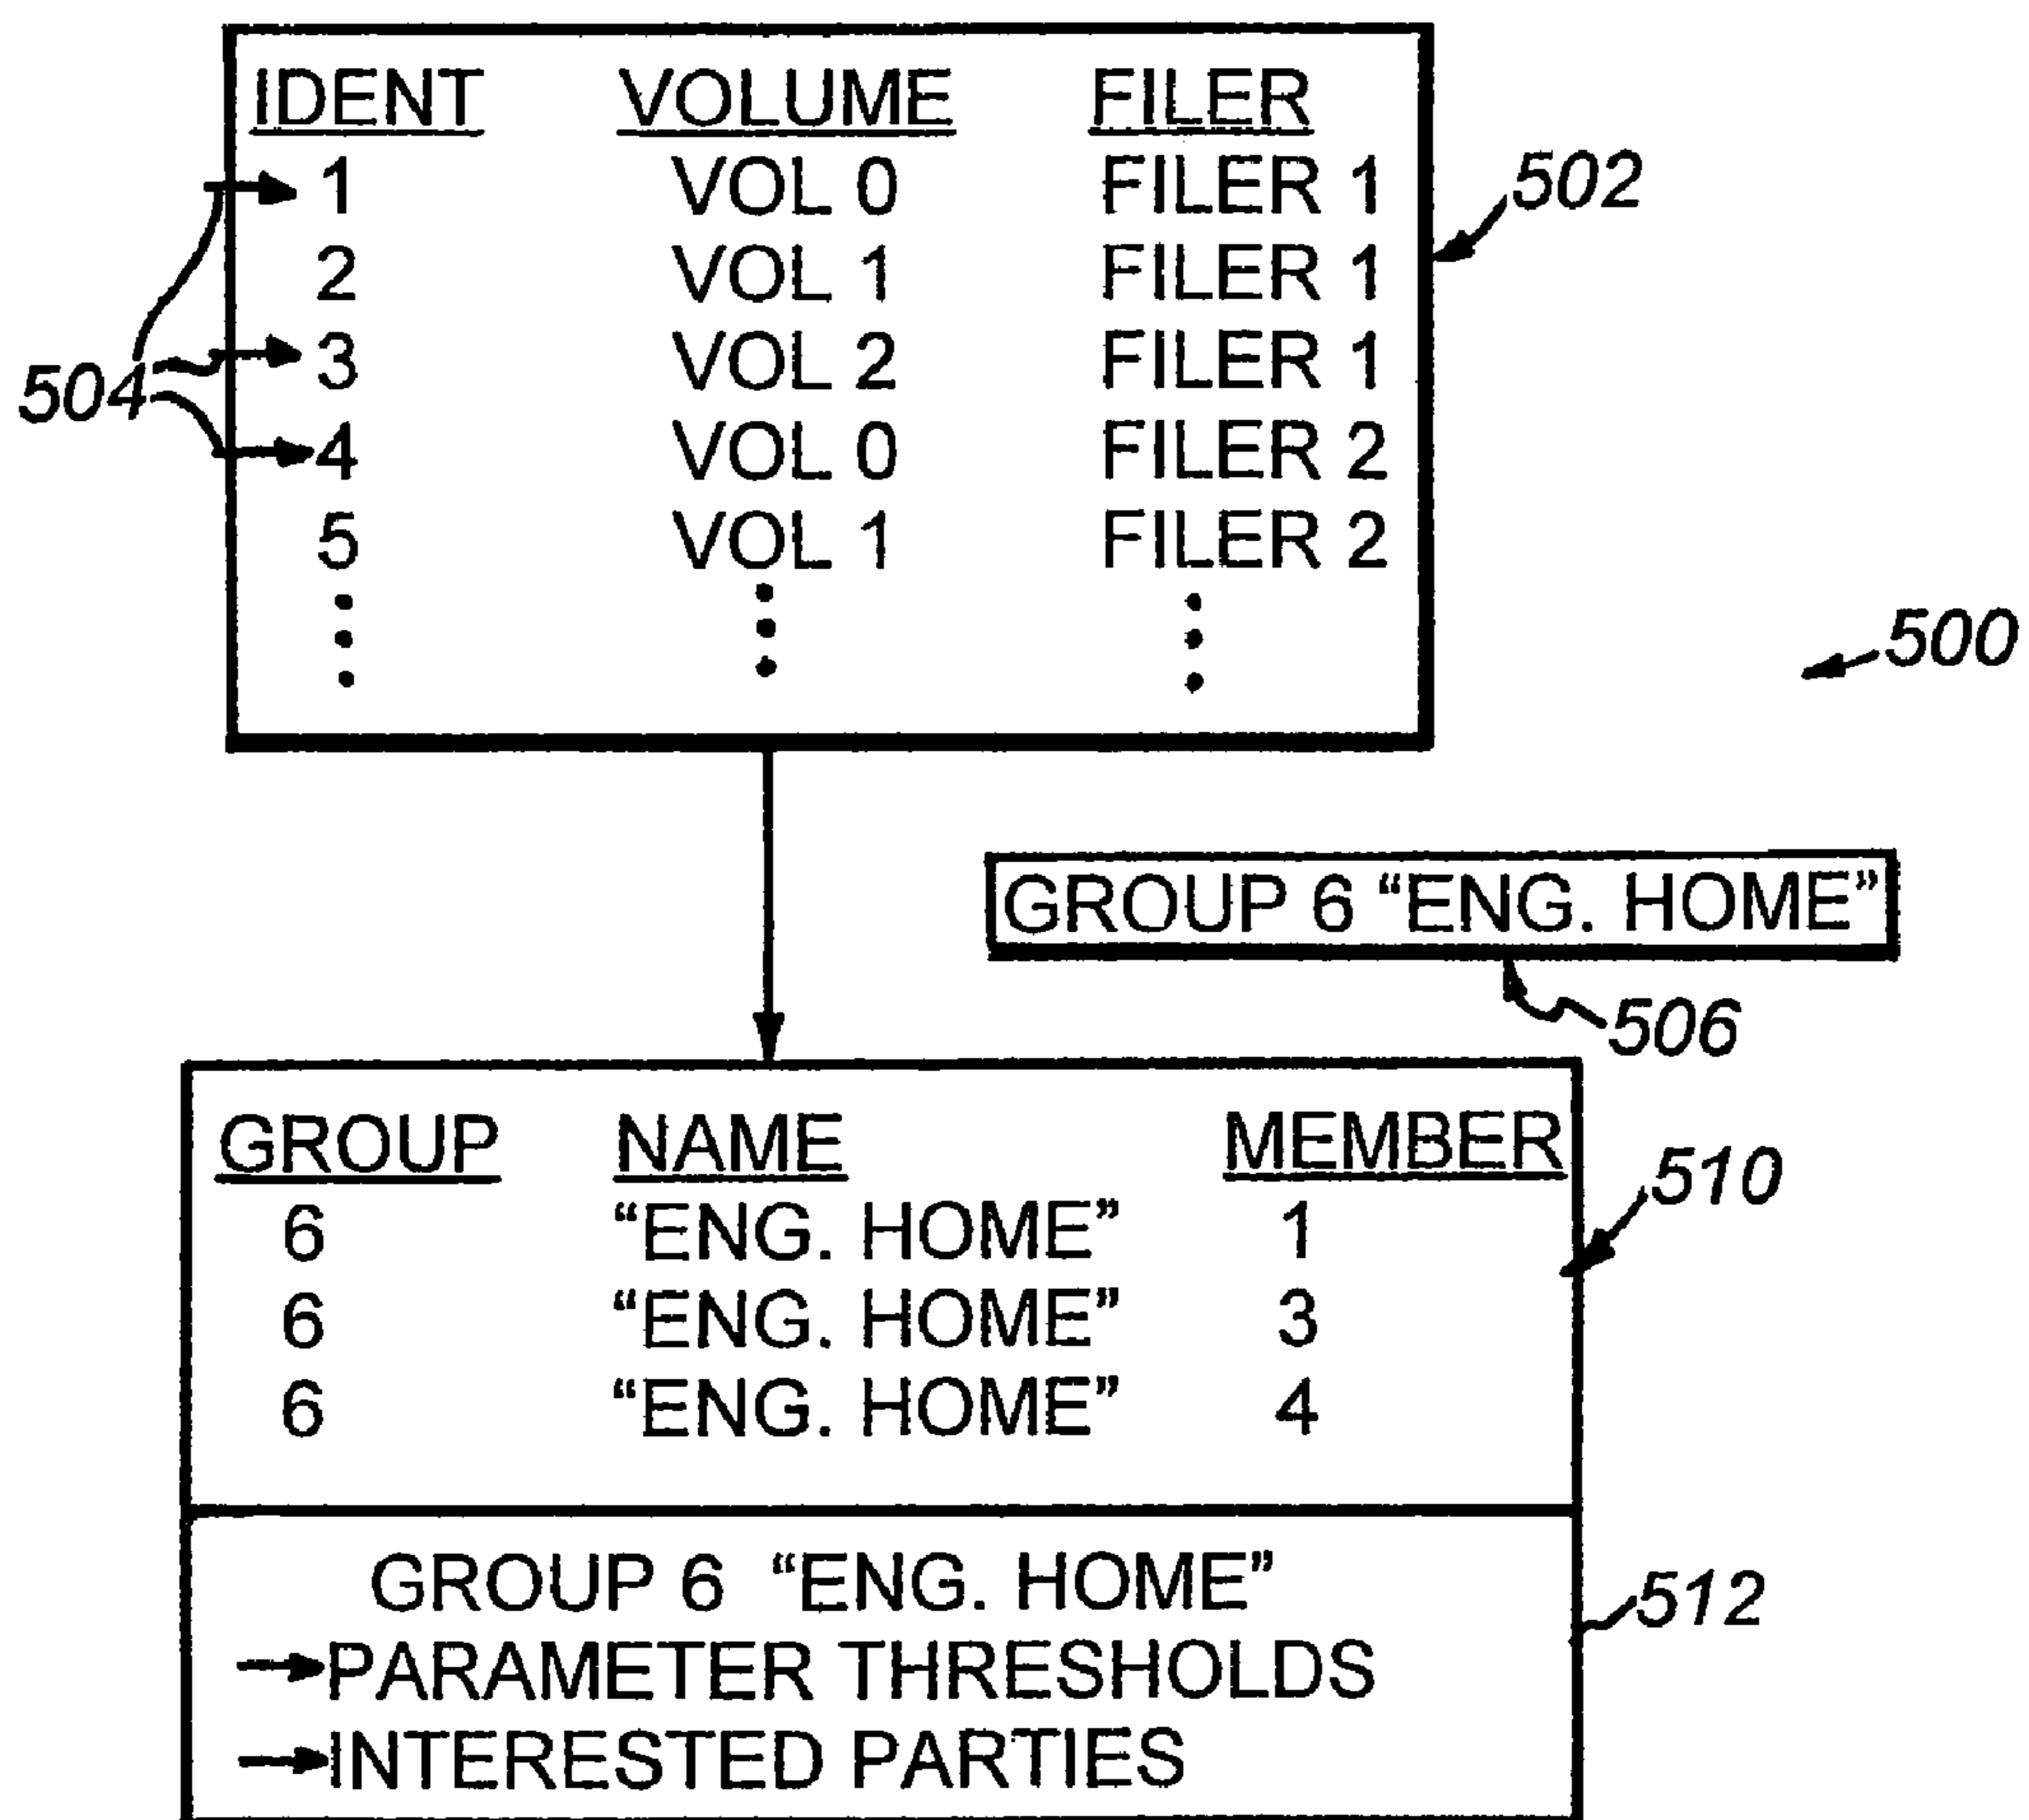 IDENT VOLUME FILER
1 VOL 0 FILER 1
502
2 VOL 1 FILER 1
3 VOL 2 FILER 1
504
4 VOL 0 FILER 2
5 VOL 1 FILER 2
500
GROUP 6 “ENG. HOME”
506
GROUP NAME MEMBER
510
6 “ENG. HOME” 1
6 “ENG. HOME” 3
6 “ENG. HOME” 4
GROUP 6 “ENG. HOME”
512
PARAMETER THRESHOLDS
INTERESTED PARTIES